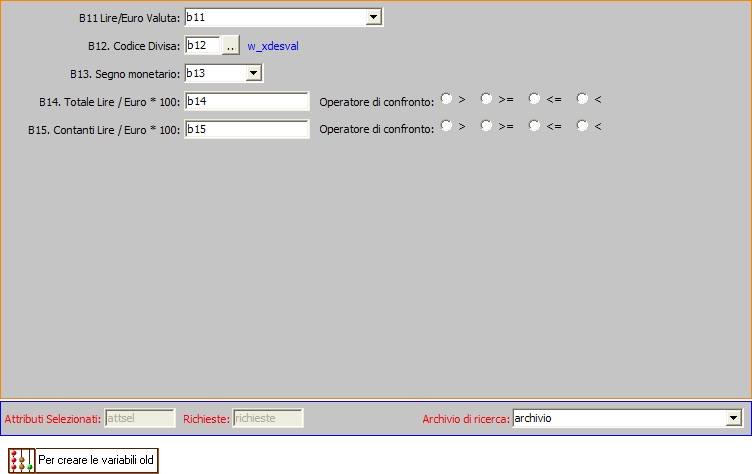 B11 Lire/Euro Valuta: b11
B12. Codice Divisa: b12 .. w_xdesval
B13. Segno monetario: b13
B14. Totale Lire / Euro * 100: b14 Operatore di confronto: > >= <= <
B15. Contanti Lire / Euro * 100: b15 Operatore di confronto: > >= <= <
Attributi Selezionati: attsel Richieste: richieste Archivio di ricerca: archivio
Per creare le variabili old